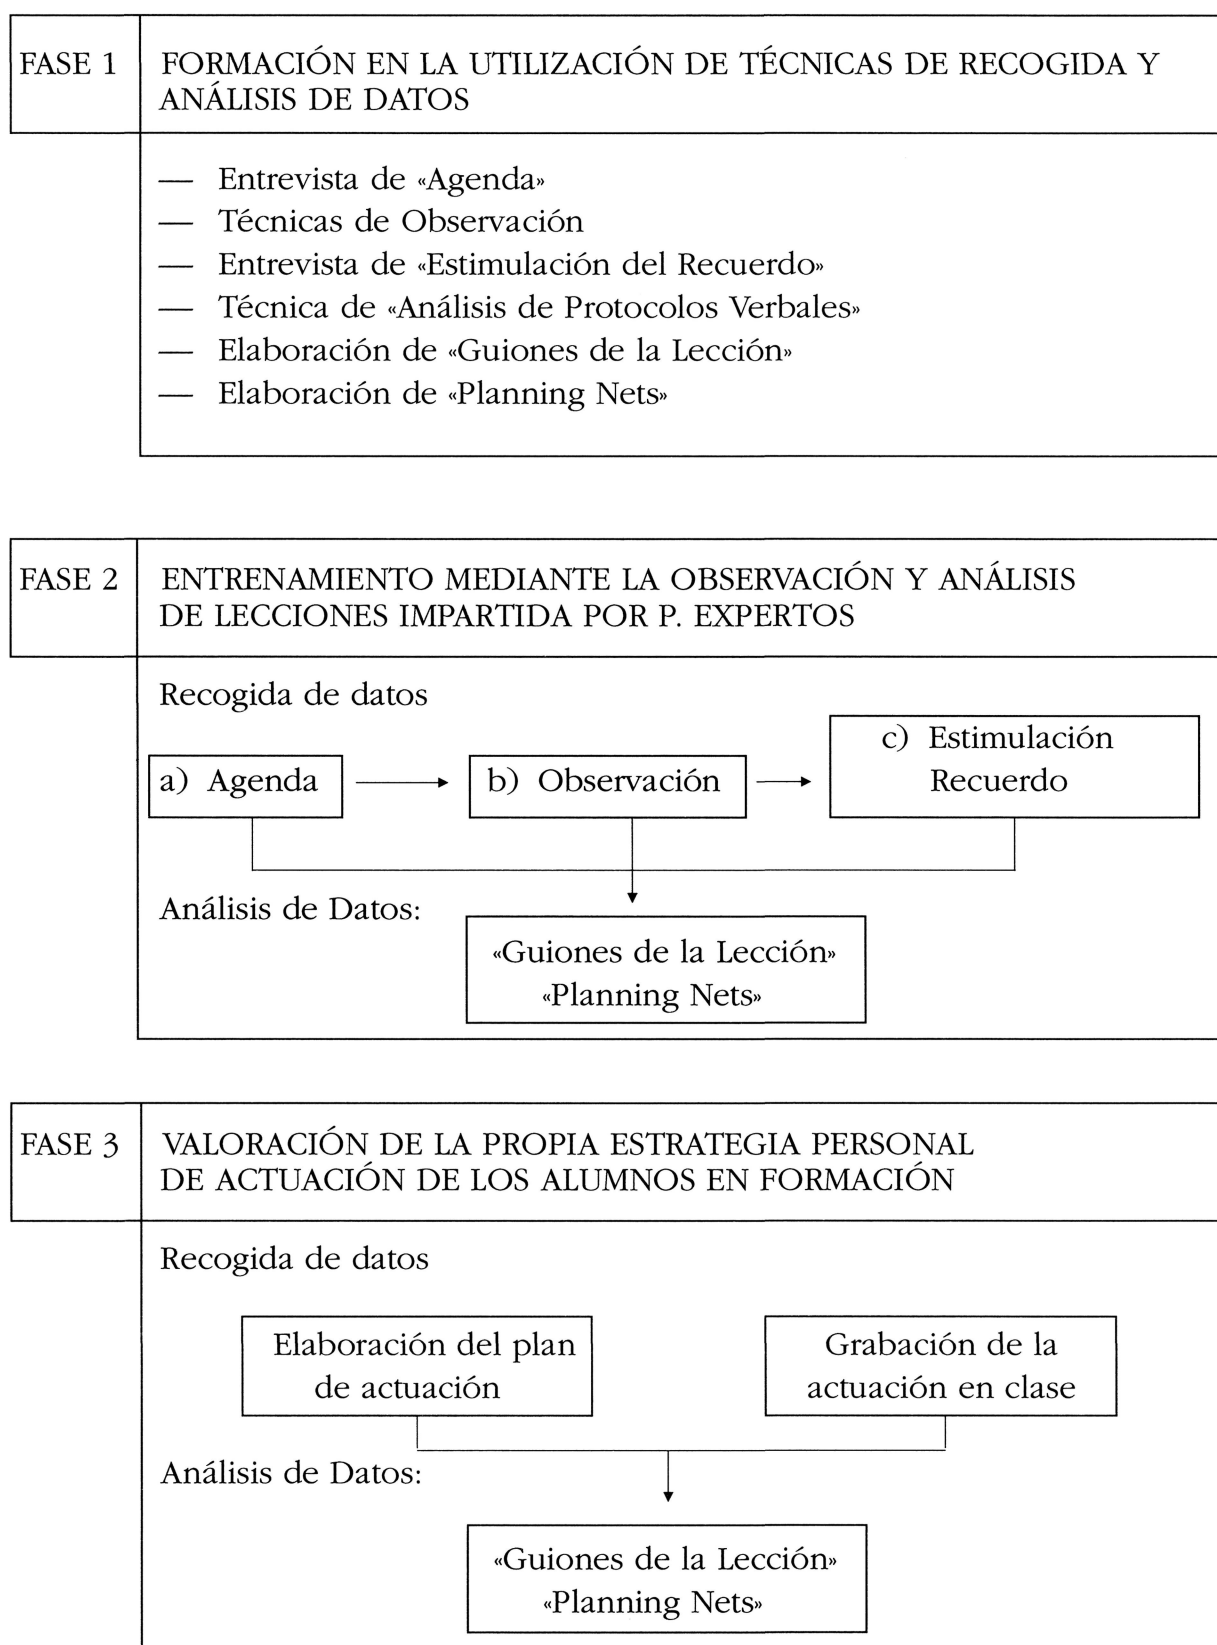 FASE 1
FORMACIÓN EN LA UTILIZACIÓN DE TÉCNICAS DE RECOGIDA Y
ANÁLISIS DE DATOS
— Entrevista de «Agenda»
— Técnicas de Observación
— Entrevista de «Estimulación del Recuerdo»
— Técnica de «Análisis de Protocolos Verbales»
— Elaboración de «Guiones de la Lección»
— Elaboración de «Planning Nets»
FASE 2
ENTRENAMIENTO MEDIANTE LA OBSERVACIÓN Y ANÁLISIS
DE LECCIONES IMPARTIDA POR P. EXPERTOS
Recogida de datos
a) Agenda
b) Observación
c) Estimulación
Recuerdo
Análisis de Datos:
«Guiones de la Lección»
«Planning Nets»
FASE 3
VALORACIÓN DE LA PROPIA ESTRATEGIA PERSONAL
DE ACTUACIÓN DE LOS ALUMNOS EN FORMACIÓN
Recogida de datos
Elaboración del plan
de actuación
Grabación de la
actuación en clase
Análisis de Datos:
«Guiones de la Lección»
«Planning Nets»